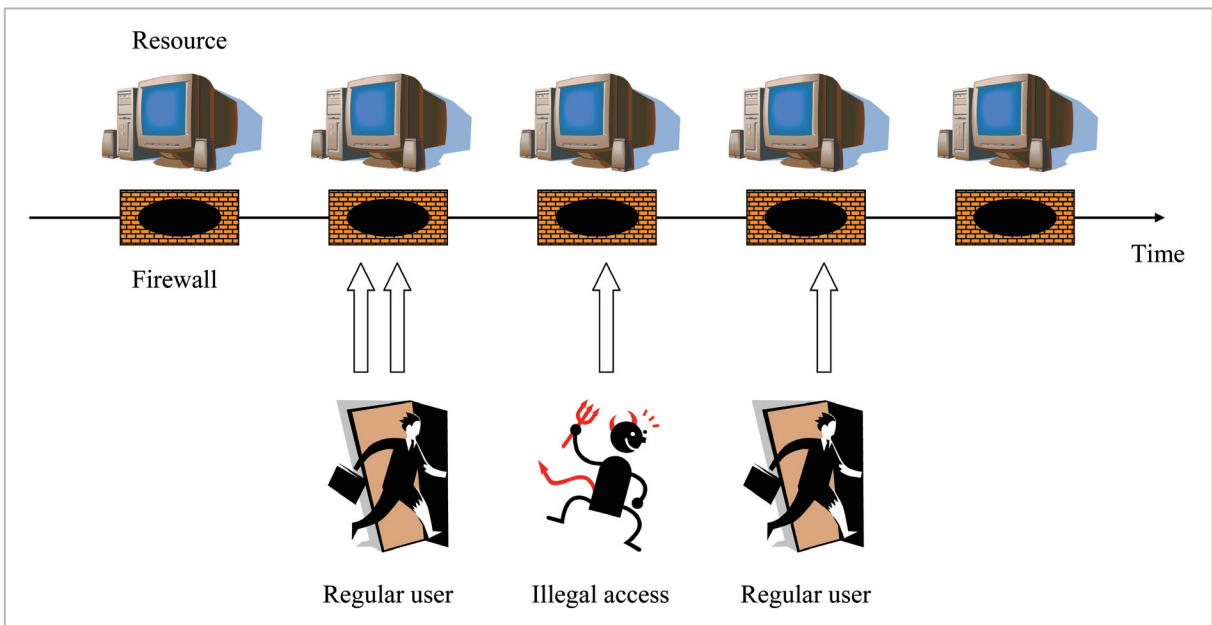 Resource
Firewall
Time
Regular user
Illegal access
Regular user